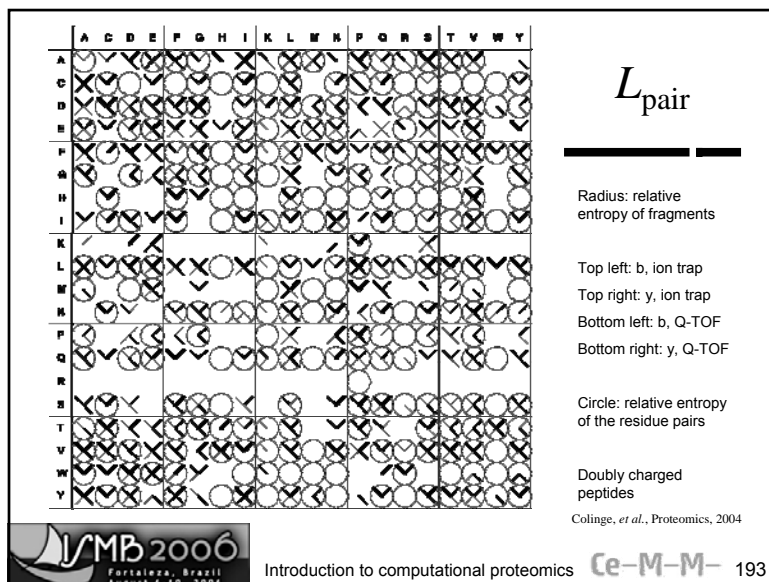 A C D E F G H I K L M N P Q R S T V W Y
A
C
D
E
F
G
H
I
K
L
M
N
P
Q
R
S
T
V
W
Y
L pair
Radius: relative
entropy of fragments
Top left: b, ion trap
Top right: y, ion trap
Bottom left: b, Q-TOF
Bottom right: y, Q-TOF
Circle: relative entropy
of the residue pairs
Doubly charged
peptides
Colinge, et al., Proteomics, 2004
ISMB 2006
Fortaleza, Brazil
Introduction to computational proteomics
Ce-M-M-
193